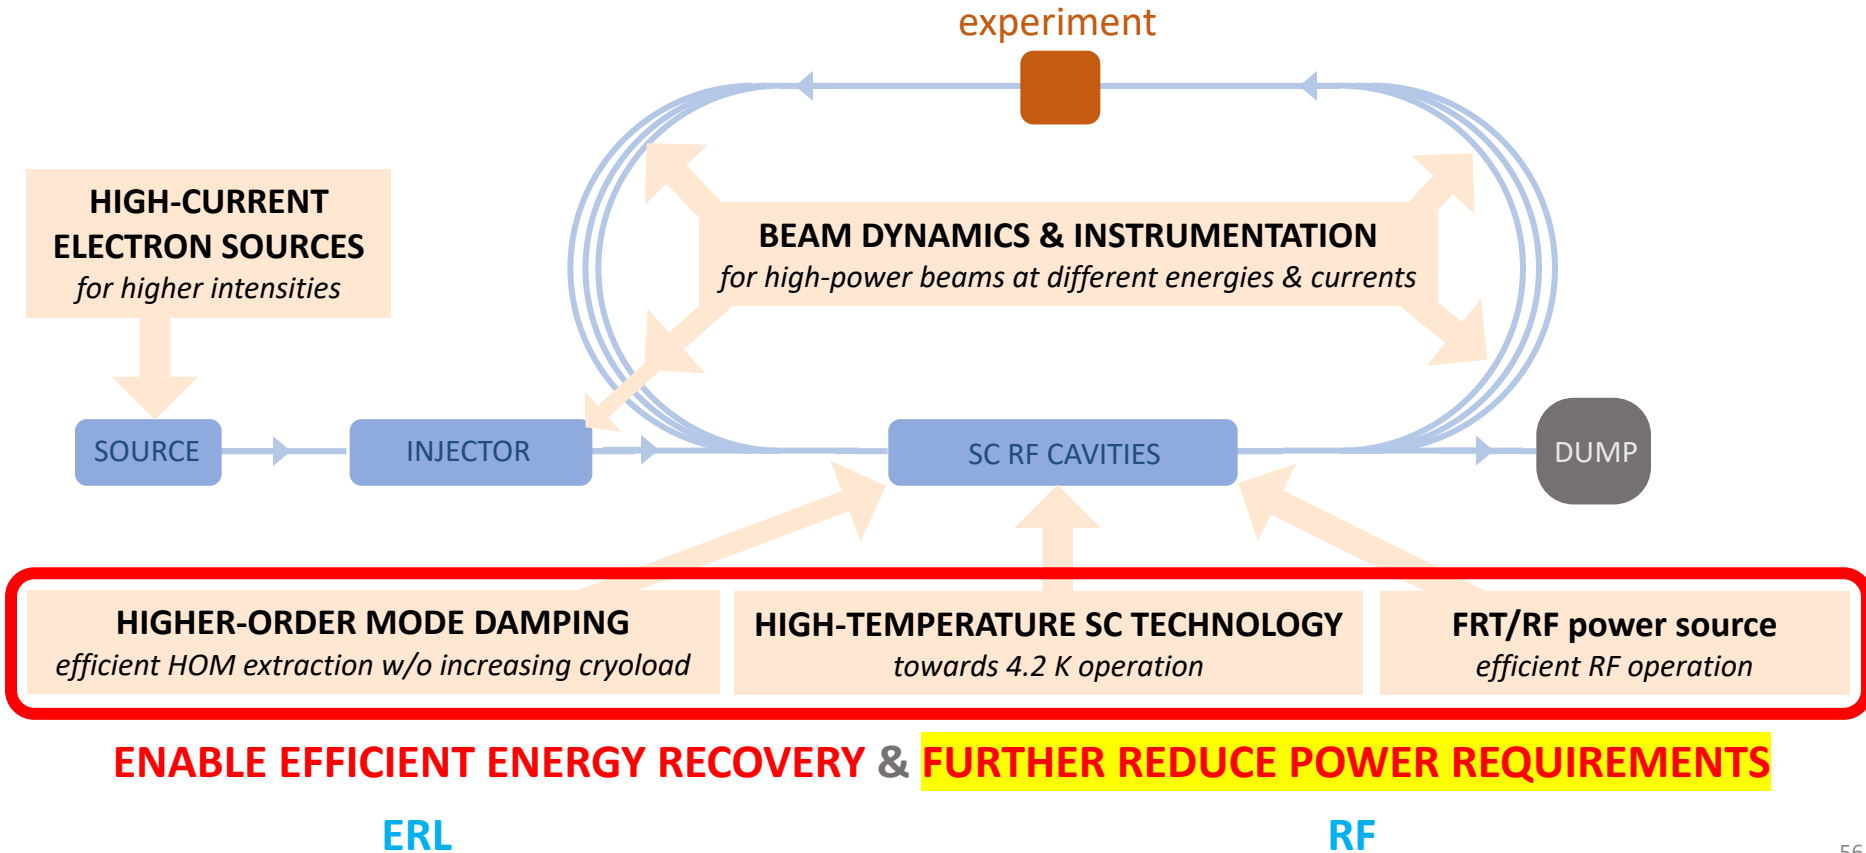 experiment
HIGH-CURRENT
ELECTRON SOURCES
for higher intensities
BEAM DYNAMICS & INSTRUMENTATION
for high-power beams at different energies & currents
SOURCE
INJECTOR
SC RF CAVITIES
DUMP
HIGHER-ORDER MODE DAMPING
efficient HOM extraction w/o increasing cryoload
HIGH-TEMPERATURE SC TECHNOLOGY
towards 4.2 K operation
FRT/RF power source
efficient RF operation
ENABLE EFFICIENT ENERGY RECOVERY & FURTHER REDUCE POWER REQUIREMENTS
ERL
RF
56